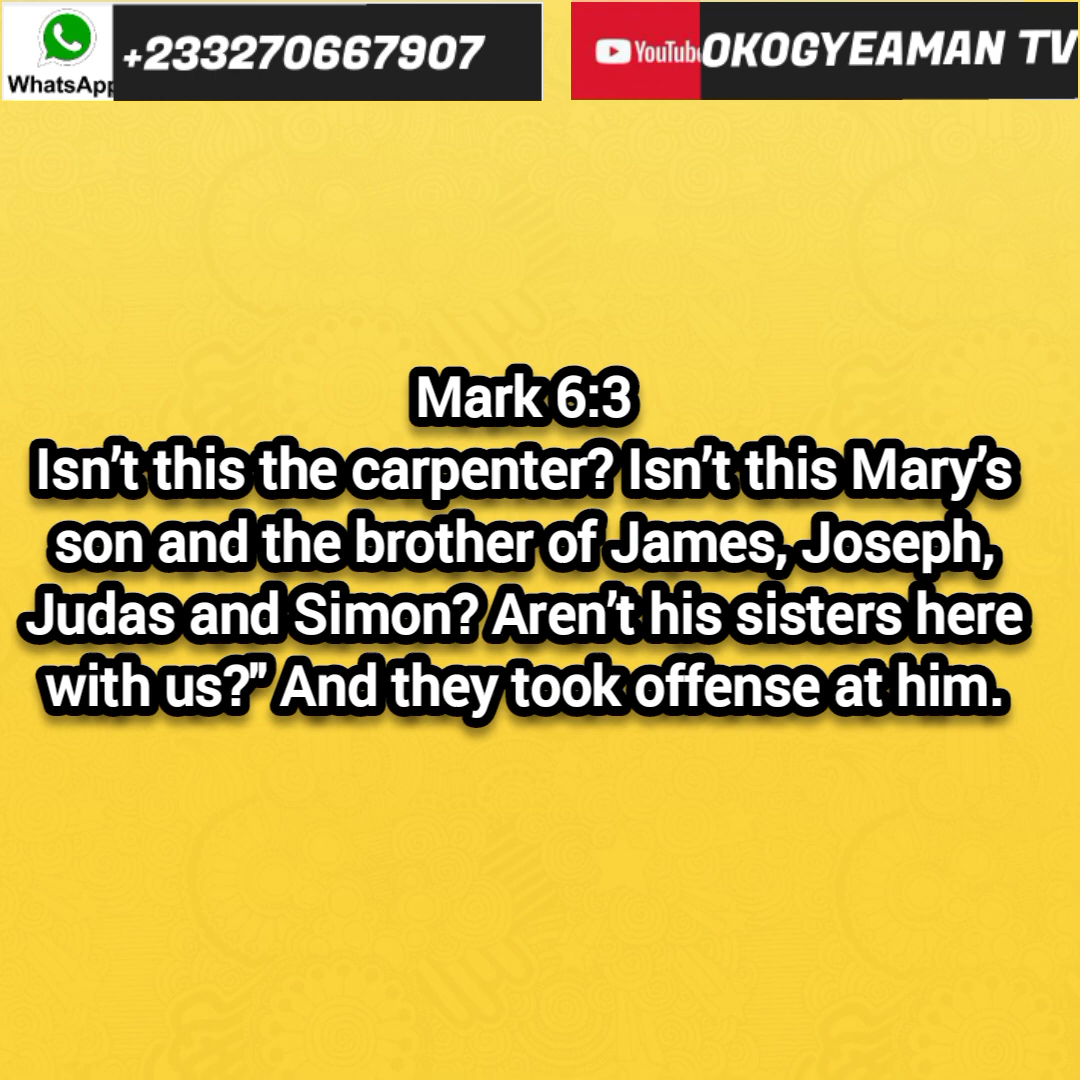 WhatsApp
+233270667907
YouTube
OKOGYEAMAN TV
Mark 6:3
Isn’t this the carpenter? Isn’t this Mary’s
son and the brother of James, Joseph,
Judas and Simon? Aren’t his sisters here
with us?” And they took offense at him.